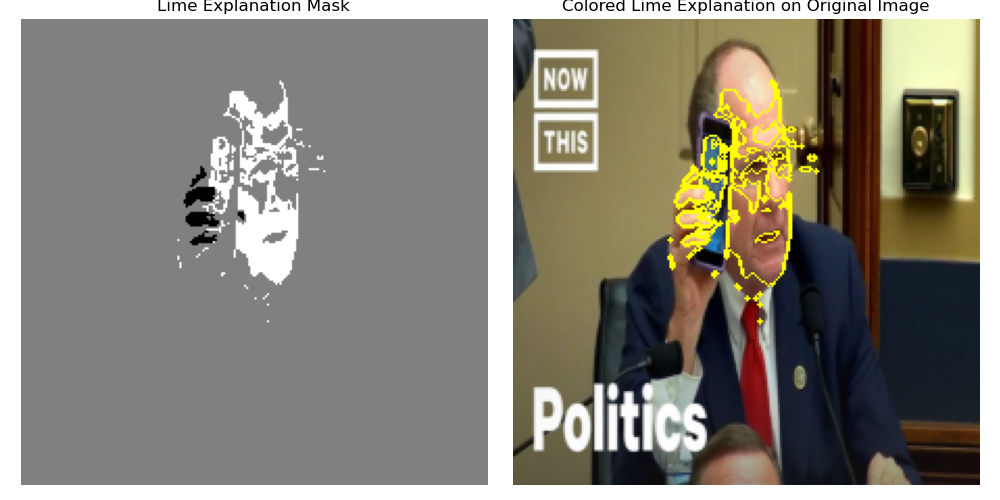 Lime Explanation Mask
Colored Lime Explanation on Original Image
NOW
THIS
Politics